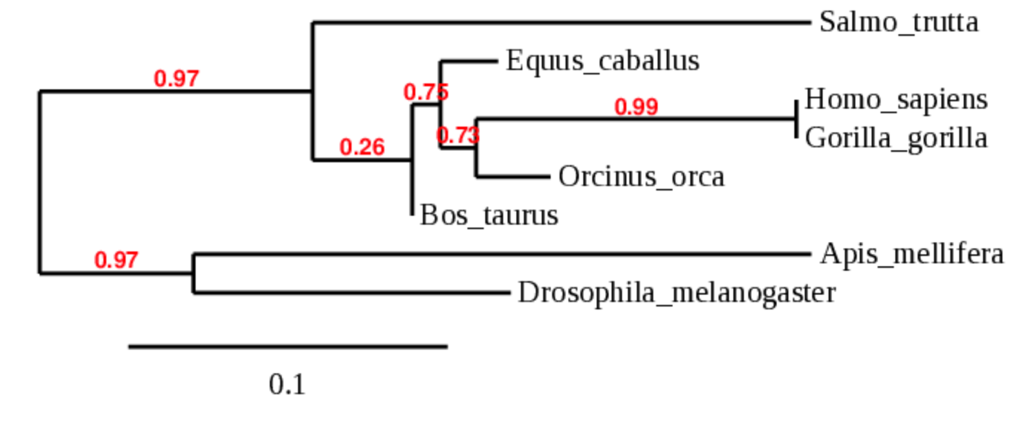 Salmo_trutta
Equus_caballus
0.97
0.75
Homo_sapiens
0.99
Gorilla_gorilla
0.73
0.26
Orcinus_orca
Bos_taurus
Apis_mellifera
0.97
Drosophila_melanogaster
0.1